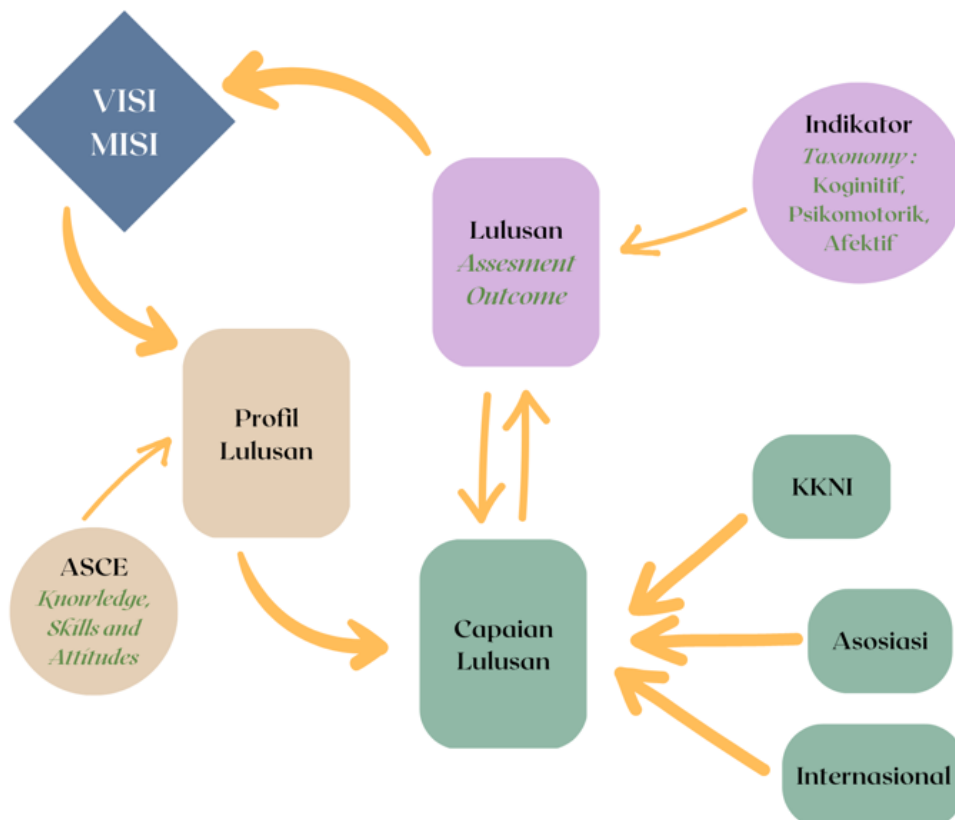 VISI
MISI
Indikator
Taxonomy :
Koginitif,
Psikomotorik,
Afektif
Lulusan
Assesment
Outcome
Profil
Lulusan
KKNI
ASCE
Knowledge,
Skills and
Attitudes
Capaian
Lulusan
Asosiasi
Internasional